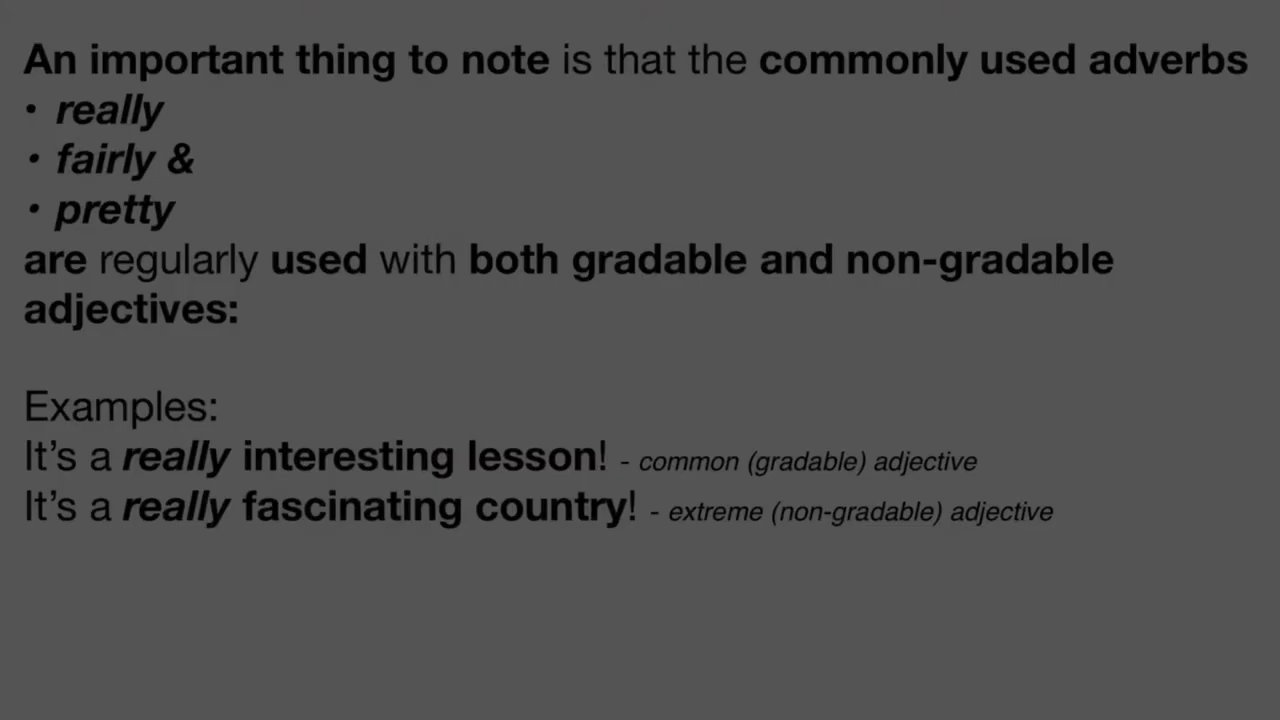 An important thing to note is that the commonly used adverbs
• really
• fairly &
• pretty
are regularly used with both gradable and non-gradable
adjectives:
Examples:
It’s a really interesting lesson! - common (gradable) adjective
It’s a really fascinating country! - extreme (non-gradable) adjective